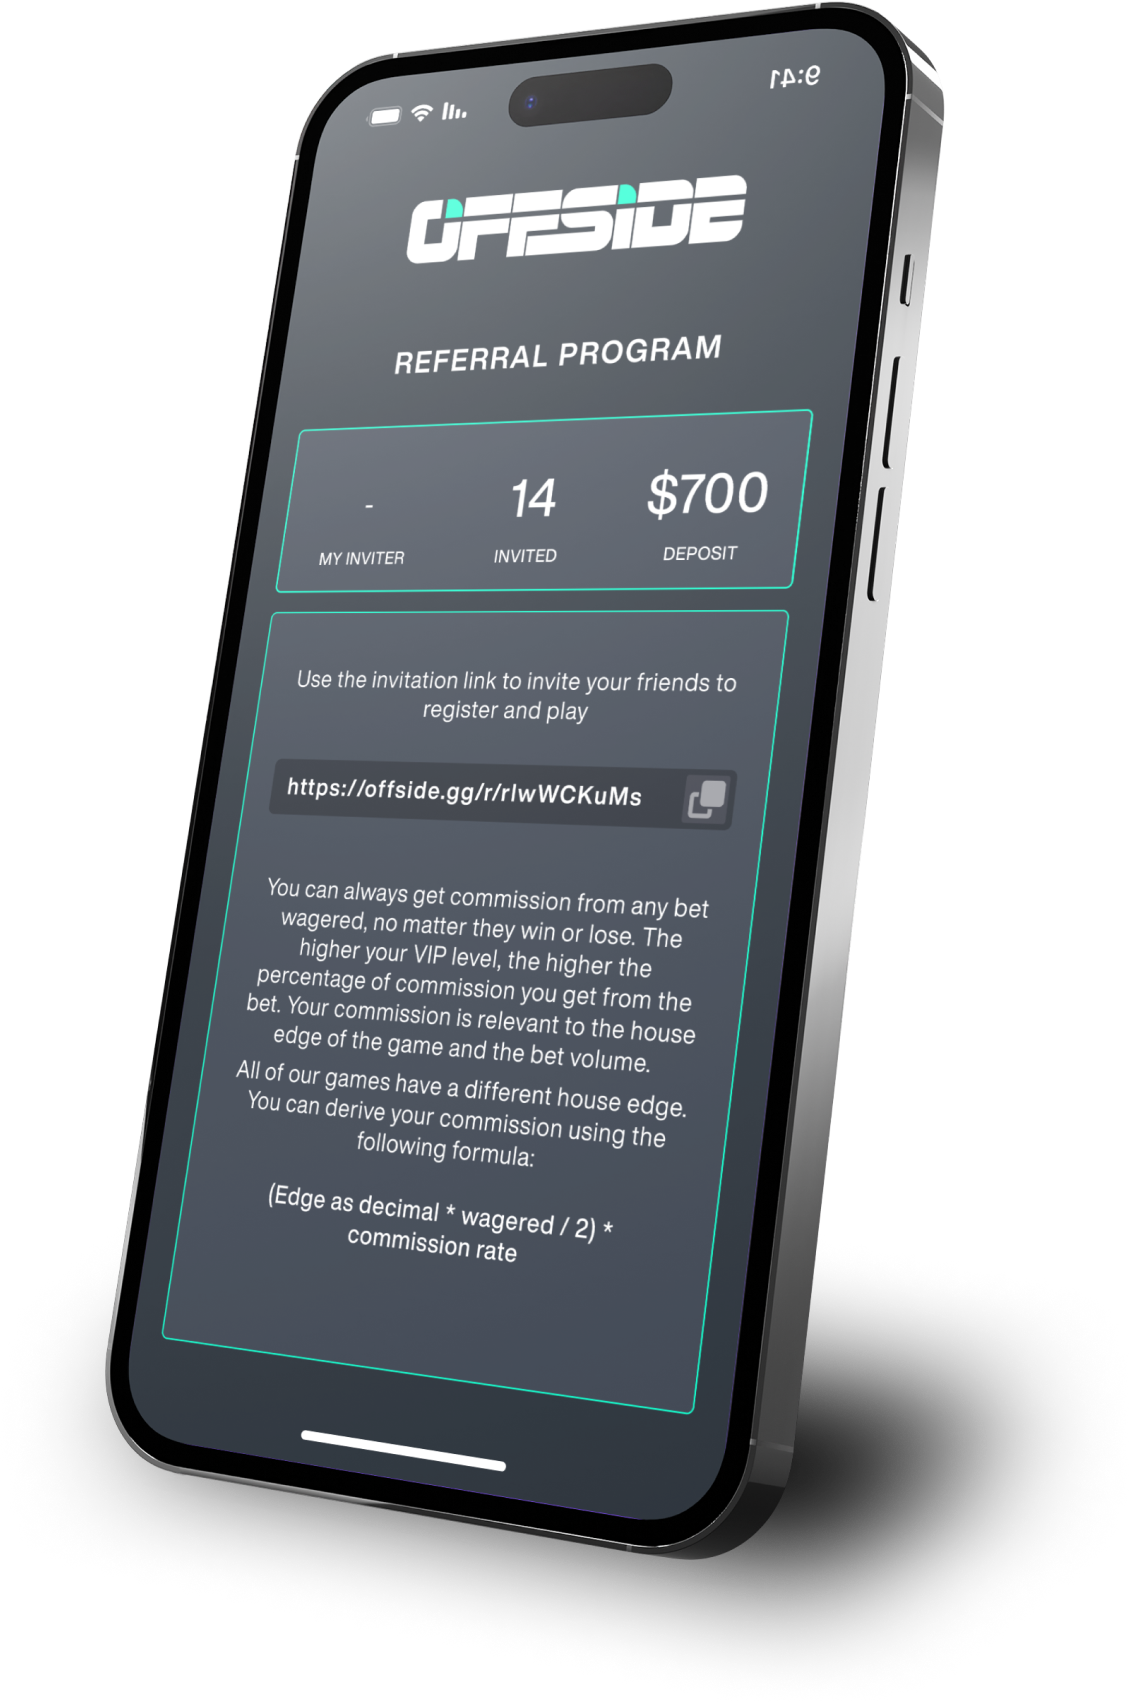 9:41
OFFSIDE
REFERRAL PROGRAM
- 14 $700
MY INVITER INVITED DEPOSIT
Use the invitation link to invite your friends to
register and play
https://offside.gg/r/rlwWCKuMs
You can always get commission from any bet
wagered, no matter they win or lose. The
higher your VIP level, the higher the
percentage of commission you get from the
bet. Your commission is relevant to the house
edge of the game and the bet volume.
All of our games have a different house edge.
You can derive your commission using the
following formula:
(Edge as decimal * wagered / 2) *
commission rate